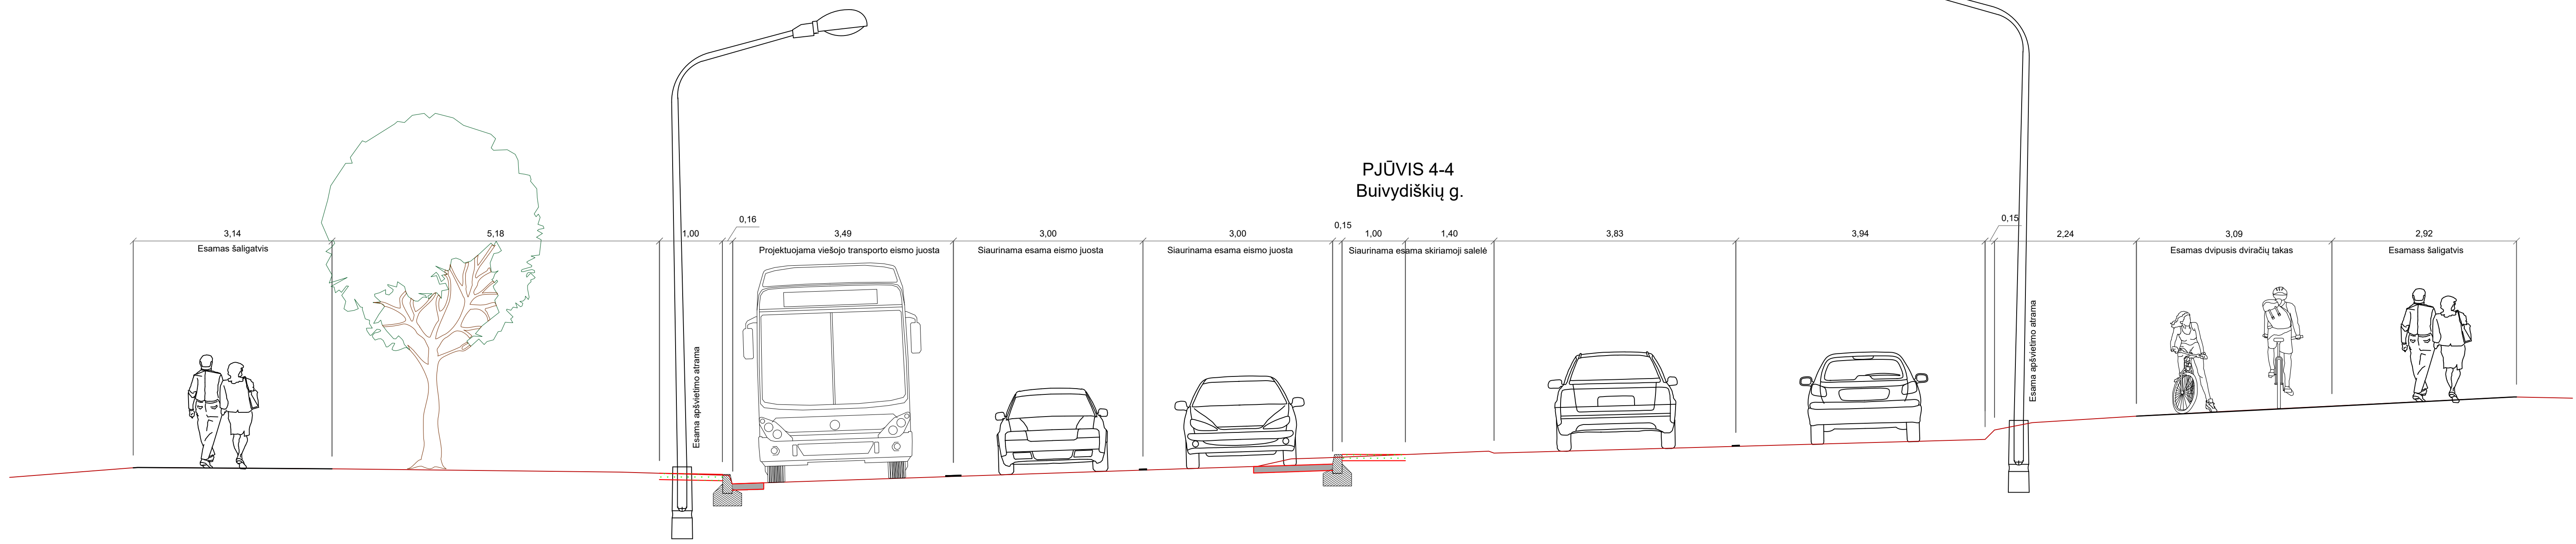 PJŪVIS 4-4
Buivydiškių g.
3,14
5,18
1,00
0,16
3,49
3,00
3,00
0,15
1,00
1,40
3,83
3,94
0,15
2,24
3,09
2,92
Esamas šaligatvis
Projektuojama viešojo transporto eismo juosta
Siaurinama esama eismo juosta
Siaurinama esama eismo juosta
Siaurinama esama skiriamoji salelė
Esamas dvipusis dviračių takas
Esamass šaligatvis
Esama apšvietimo atrama
Esama apšvietimo atrama